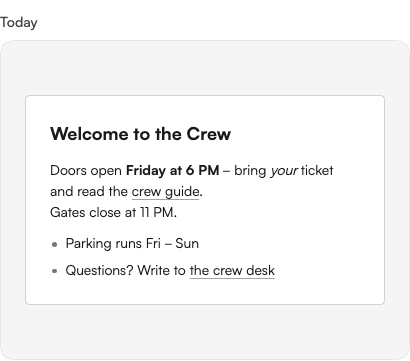 Today
Welcome to the Crew
Doors open Friday at 6 PM – bring your ticket
and read the crew guide.
Gates close at 11 PM.
• Parking runs Fri – Sun
• Questions? Write to the crew desk